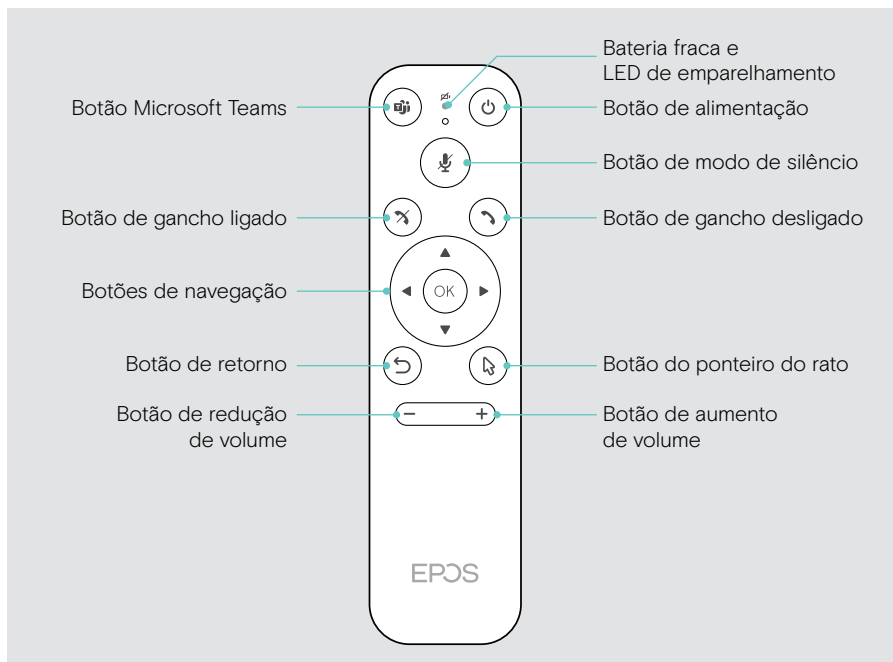 Bateria fraca e
LED de emparelhamento
Botão Microsoft Teams
Botão de alimentação
Botão de modo de silêncio
Botão de gancho ligado
Botão de gancho desligado
Botões de navegação
OK
Botão de retorno
Botão do ponteiro do rato
Botão de redução
de volume
Botão de aumento
de volume
EPOS